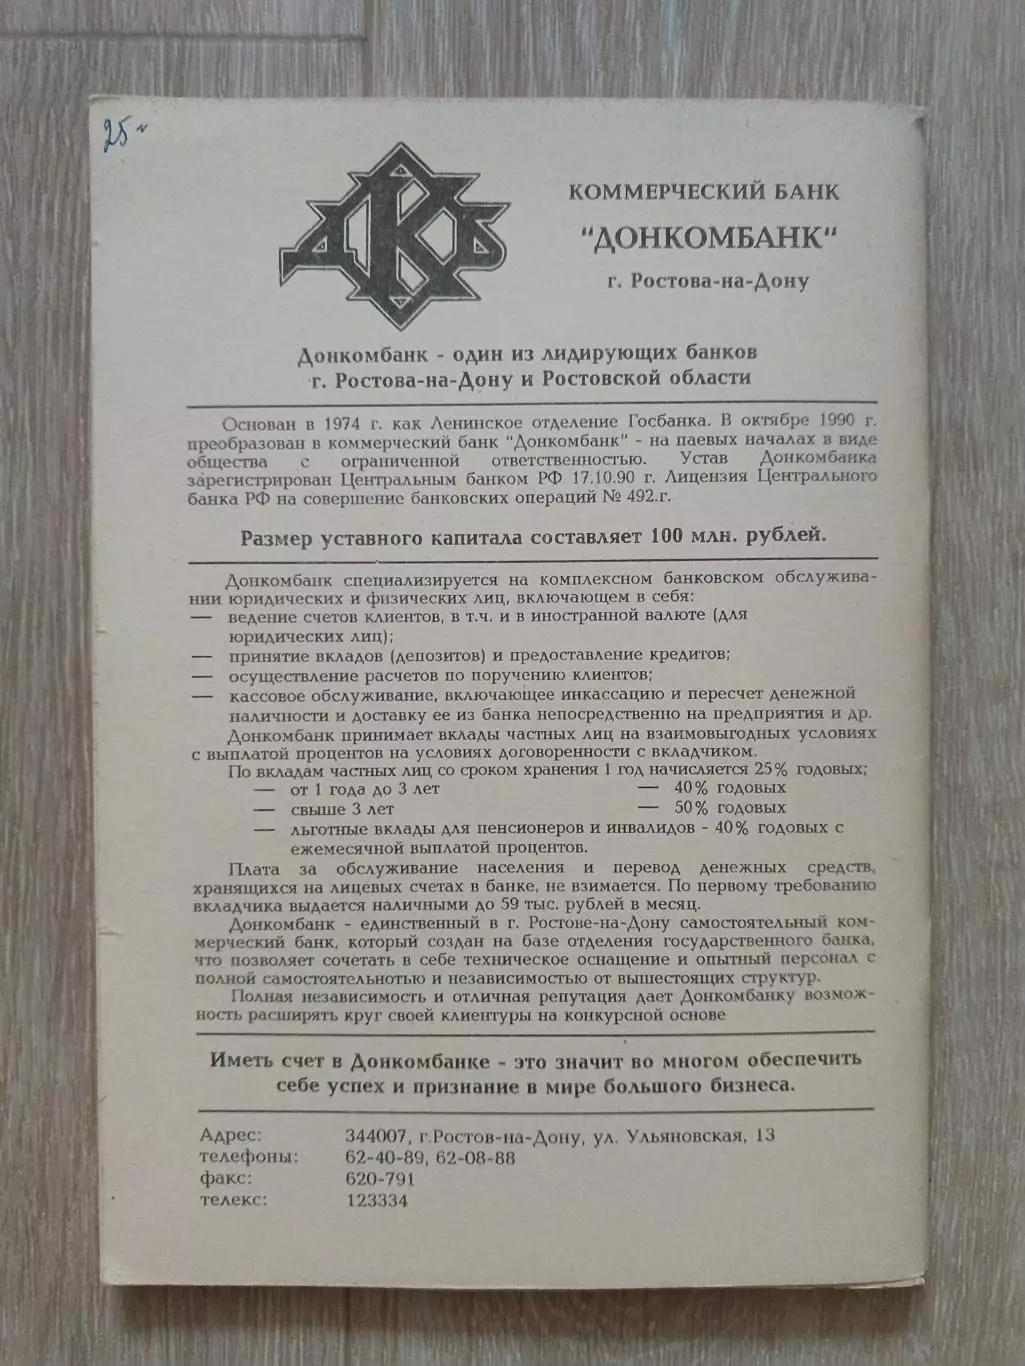 25
ДКБ
КОММЕРЧЕСКИЙ БАНК
"ДОНКОМБАНК"
г. Ростова-на-Дону
Донкомбанк - один из лидирующих банков
г. Ростова-на-Дону и Ростовской области
Основан в 1974 г. как Ленинское отделение Госбанка. В октябре 1990 г.
преобразован в коммерческий банк "Донкомбанк" - на паевых началах в виде
общества с ограниченной ответственностью. Устав Донкомбанка
зарегистрирован Центральным банком РФ 17.10.90 г. Лицензия Центрального
банка РФ на совершение банковских операций № 492.г.
Размер уставного капитала составляет 100 млн. рублей.
Донкомбанк специализируется на комплексном банковском обслужива-
нии юридических и физических лиц, включающем в себя:
— ведение счетов клиентов, в т.ч. и в иностранной валюте (для
юридических лиц);
— принятие вкладов (депозитов) и предоставление кредитов;
— осуществление расчетов по поручению клиентов;
— кассовое обслуживание, включающее инкассацию и пересчет денежной
наличности и доставку ее из банка непосредственно на предприятия и др.
Донкомбанк принимает вклады частных лиц на взаимовыгодных условиях
с выплатой процентов на условиях договоренности с вкладчиком.
По вкладам частных лиц со сроком хранения 1 год начисляется 25% годовых;
— от 1 года до 3 лет — 40% годовых
— свыше 3 лет — 50% годовых
— льготные вклады для пенсионеров и инвалидов - 40% годовых с
ежемесячной выплатой процентов.
Плата за обслуживание населения и перевод денежных средств,
хранящихся на лицевых счетах в банке, не взимается. По первому требованию
вкладчика выдается наличными до 59 тыс. рублей в месяц.
Донкомбанк - единственный в г. Ростове-на-Дону самостоятельный ком-
мерческий банк, который создан на базе отделения государственного банка,
что позволяет сочетать в себе техническое оснащение и опытный персонал с
полной самостоятельнотью и независимостью от вышестоящих структур.
Полная независимость и отличная репутация дает Донкомбанку возмож-
ность расширять круг своей клиентуры на конкурсной основе
Иметь счет в Донкомбанке - это значит во многом обеспечить
себе успех и признание в мире большого бизнеса.
Адрес: 344007, г.Ростов-на-Дону, ул. Ульяновская, 13
телефоны: 62-40-89, 62-08-88
факс: 620-791
телекс: 123334